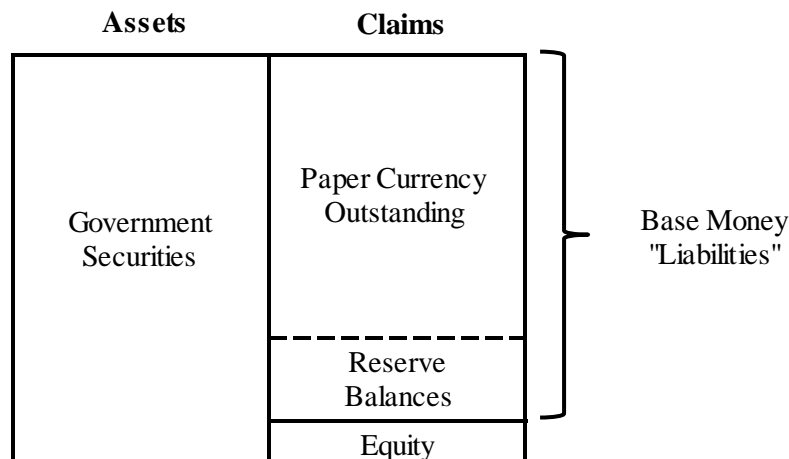 Assets
Claims
Paper Currency
Outstanding
Government
Securities
Base Money
"Liabilities"
Reserve
Balances
Equity